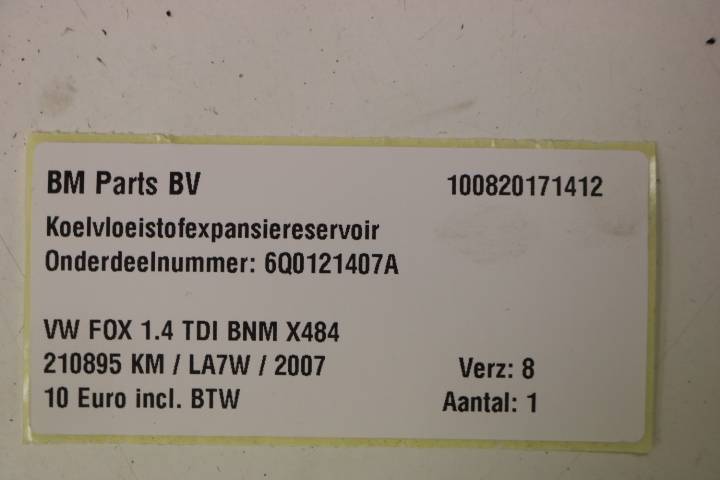 BM Parts BV 100820171412
Koelvloeistofexpansiereservoir
Onderdeelnummer: 6Q0121407A
VW FOX 1.4 TDI BNM X484
210895 KM / LA7W / 2007 Verz: 8
10 Euro incl. BTW Aantal: 1